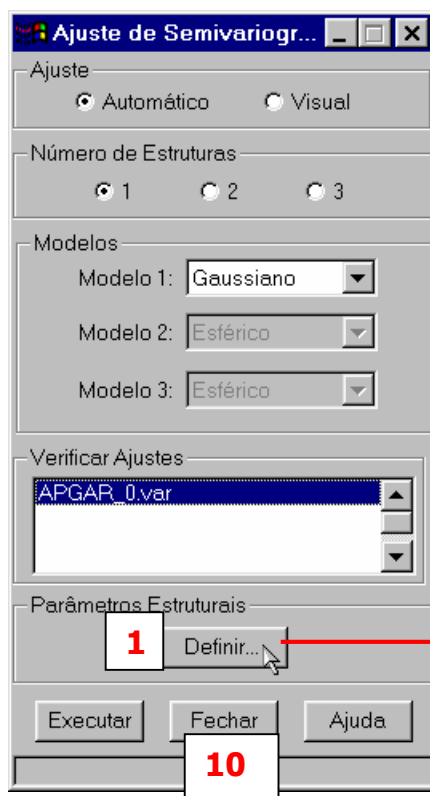 Ajuste de Semivariogr...
Ajuste
Automático Visual
Número de Estruturas
1 2 3
Modelos
Modelo 1: Gaussiano
Modelo 2: Esférico
Modelo 3: Esférico
Verificar Ajustes
APGAR_0.var
Parâmetros Estruturais
1 Definir...
Executar Fechar Ajuda
10